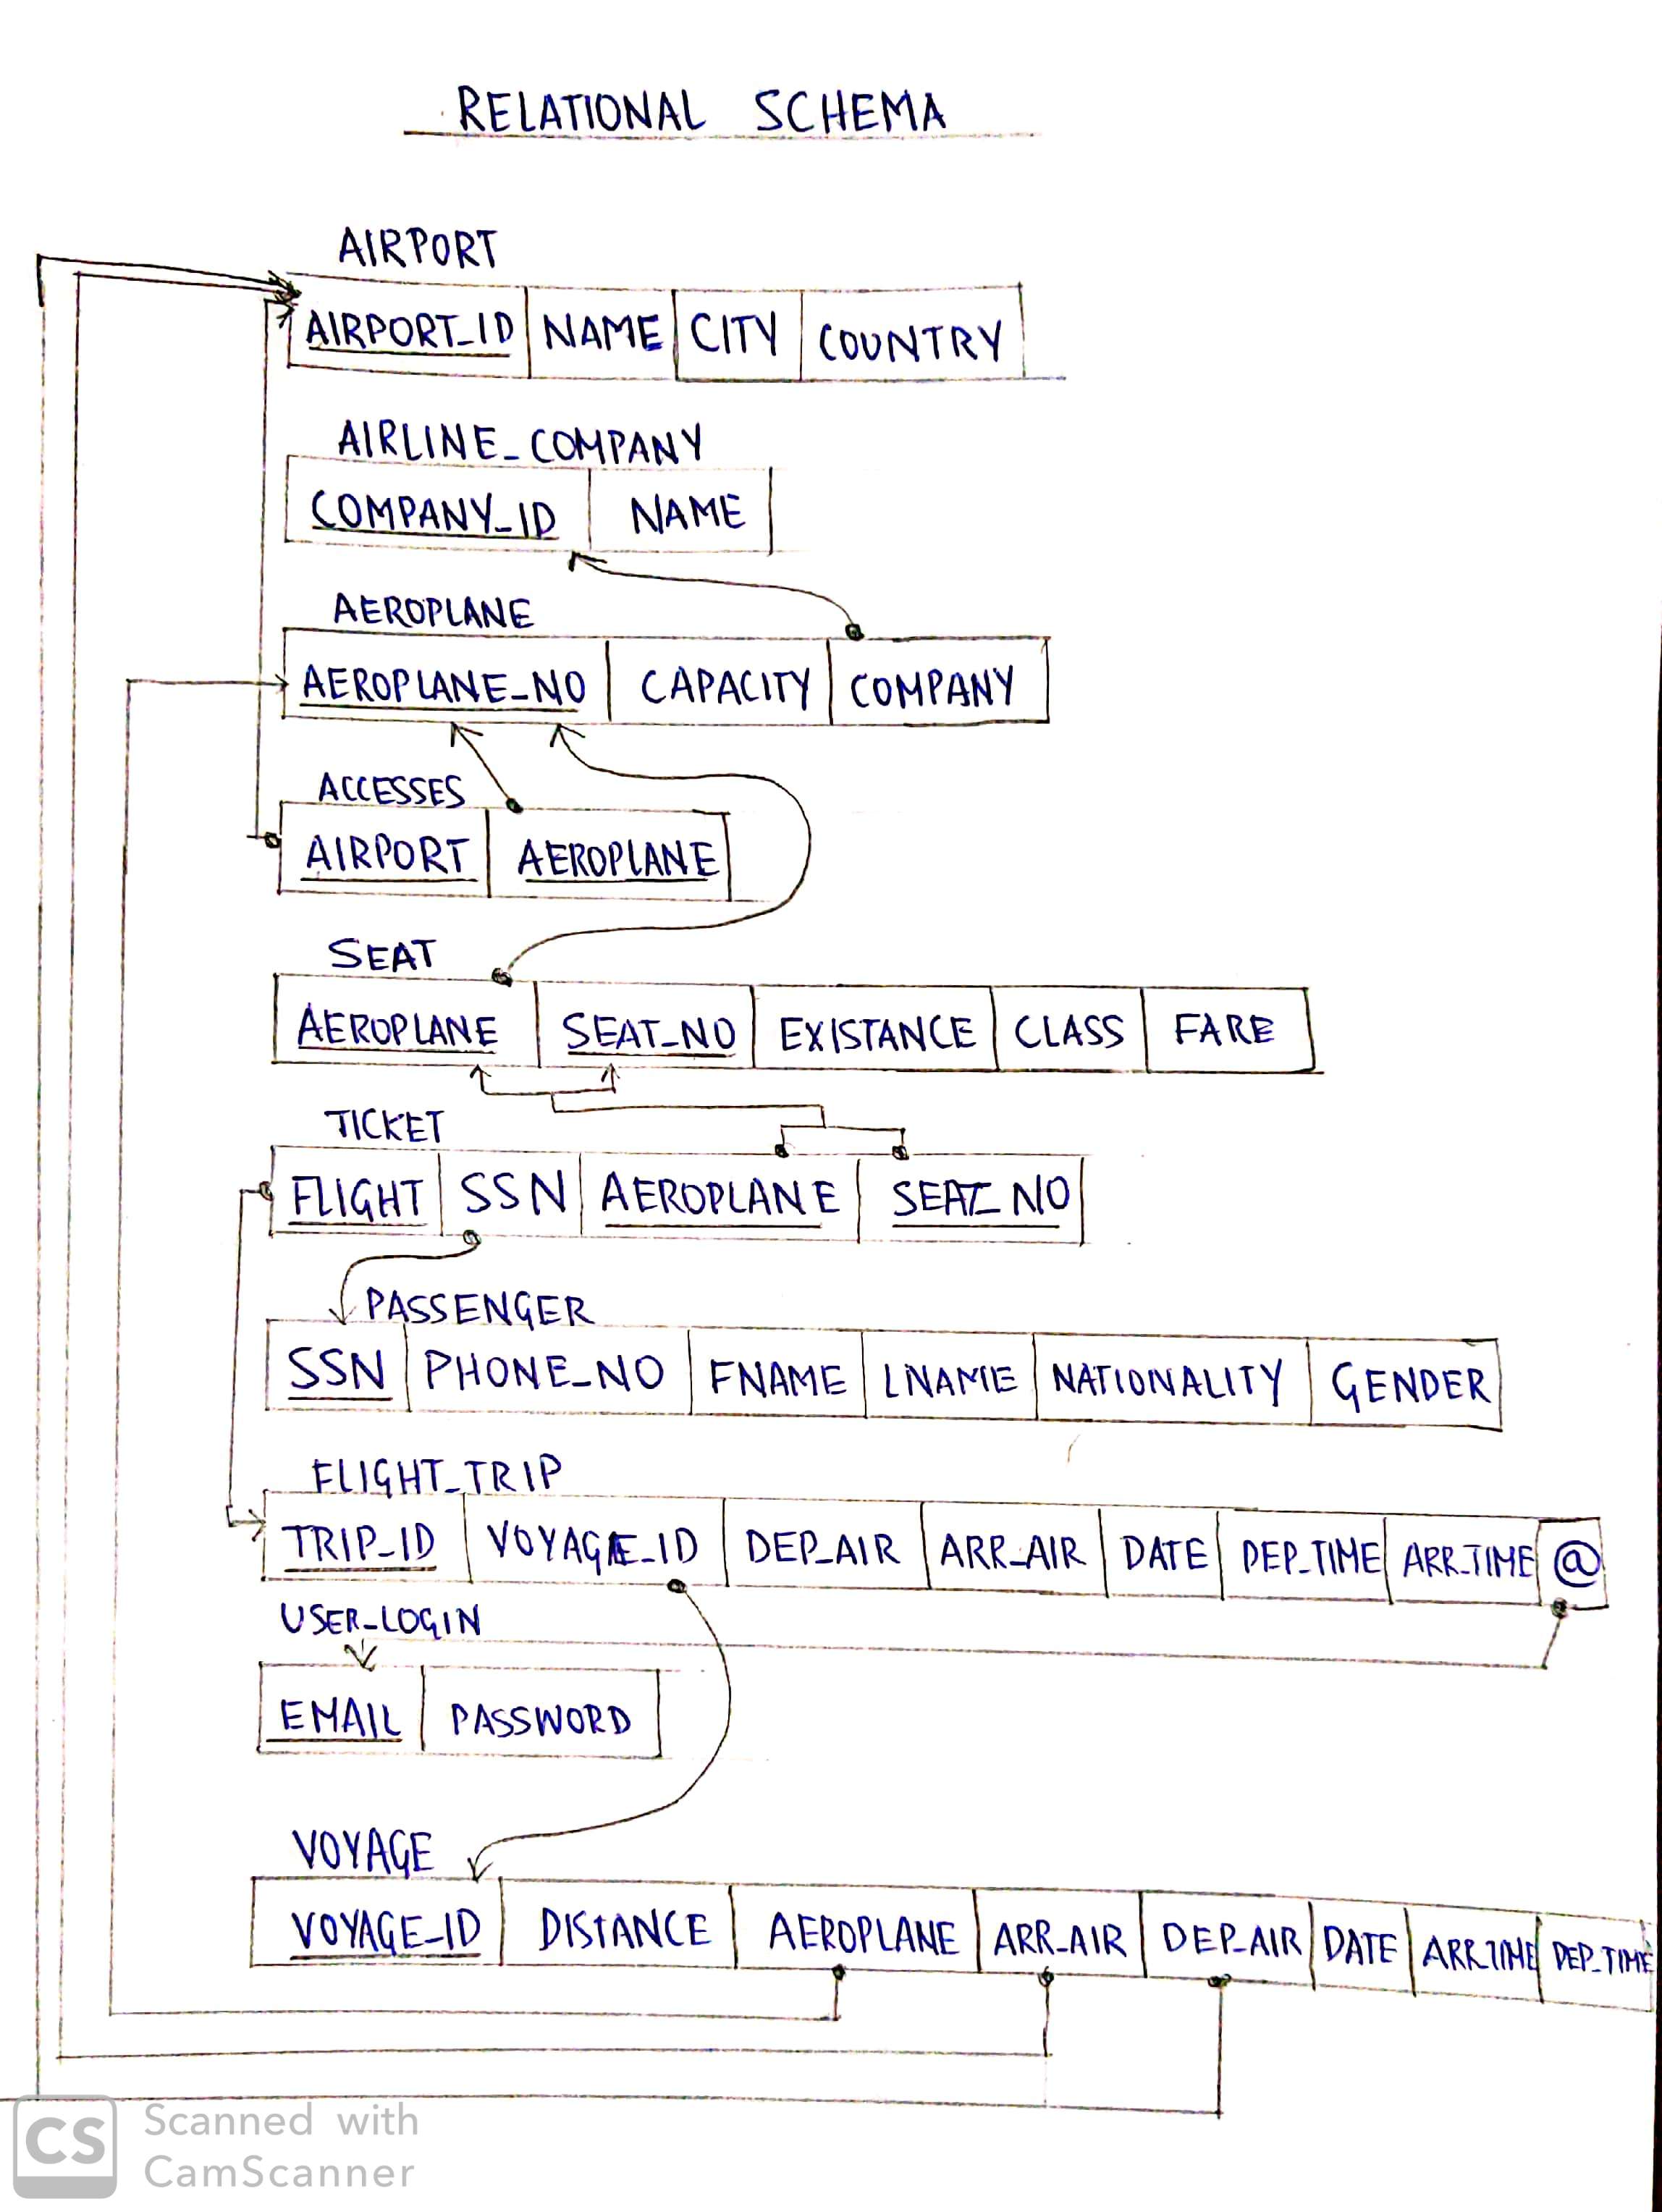 RELATIONAL SCHEMA
AIRPORT
AIRPORT_ID NAME CITY COUNTRY
AIRLINE_COMPANY
COMPANY_ID NAME
AEROPLANE
AEROPLANE_NO CAPACITY COMPANY
ACCESSES
AIRPORT AEROPLANE
SEAT
AEROPLANE SEAT_NO EXISTANCE CLASS FARE
TICKET
FLIGHT SSN AEROPLANE SEAT_NO
PASSENGER
SSN PHONE_NO FNAME LNAME NATIONALITY GENDER
FLIGHT_TRIP
TRIP_ID VOYAGE_ID DEP_AIR ARR_AIR DATE DEP_TIME ARR_TIME @
USER_LOGIN
EMAIL PASSWORD
VOYAGE
VOYAGE_ID DISTANCE AEROPLANE ARR_AIR DEP_AIR DATE ARR_TIME DEP_TIME
CS Scanned with
CamScanner